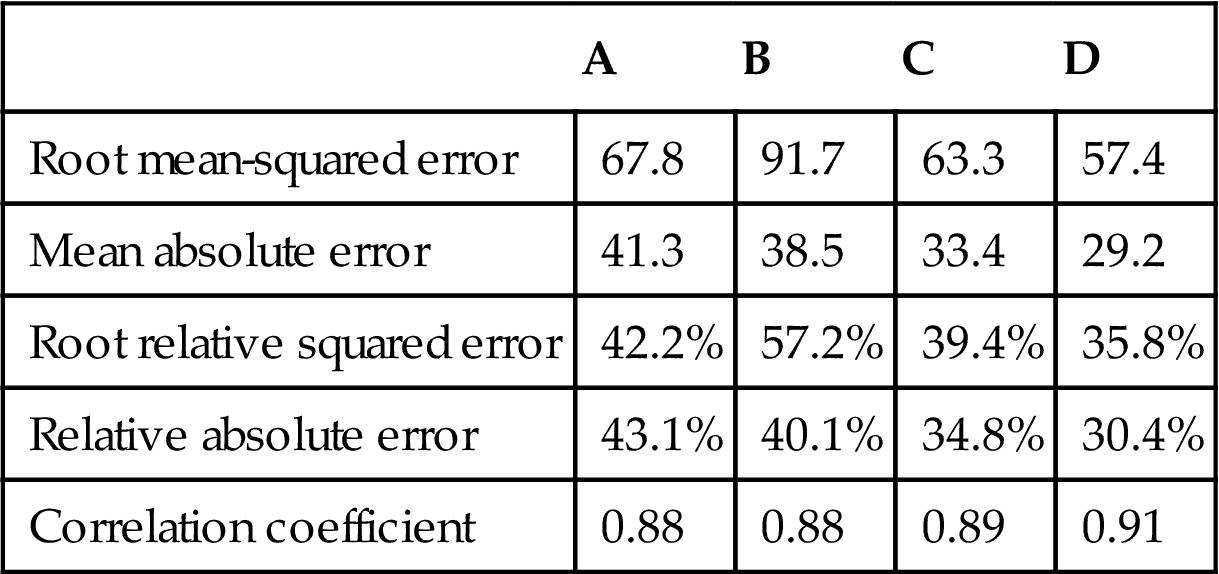 A B C D
Root mean-squared error 67.8 91.7 63.3 57.4
Mean absolute error 41.3 38.5 33.4 29.2
Root relative squared error 42.2% 57.2% 39.4% 35.8%
Relative absolute error 43.1% 40.1% 34.8% 30.4%
Correlation coefficient 0.88 0.88 0.89 0.91